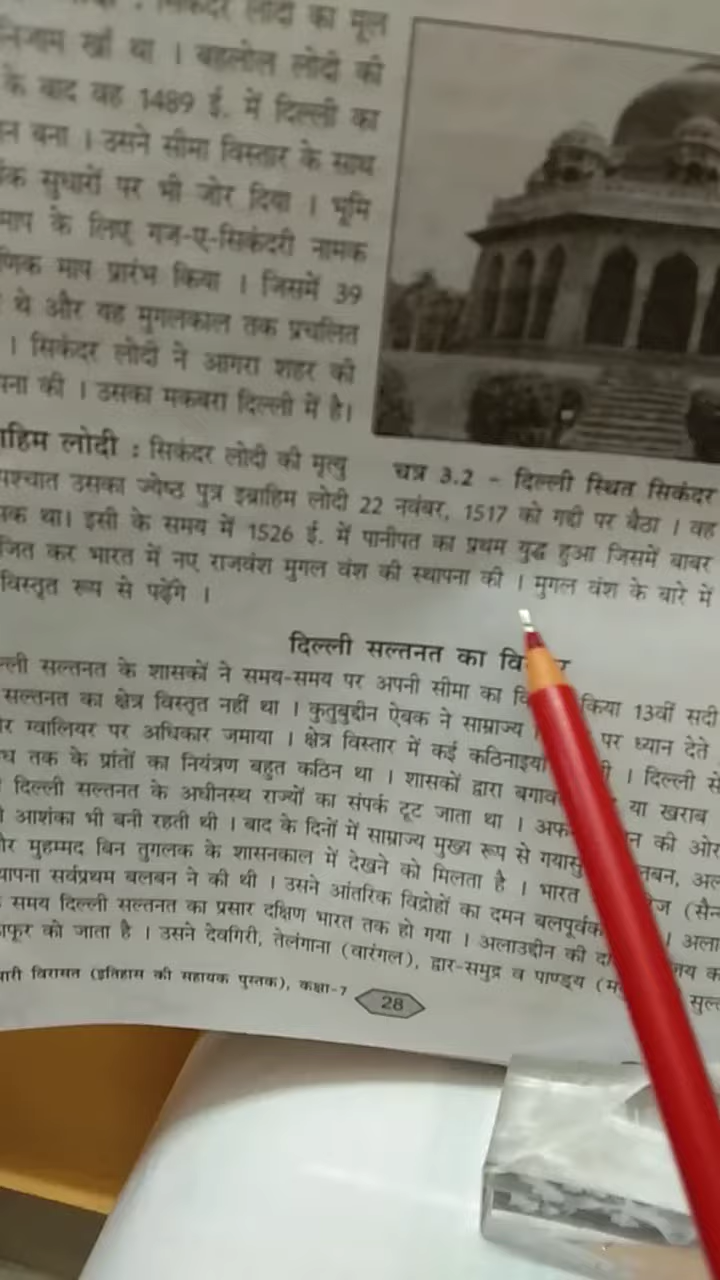 सिकंदर लोदी का मूल
निजाम खाँ था । बहलोल लोदी की
के बाद वह 1489 ई. में दिल्ली का
न बना । उसने सीमा विस्तार के साथ
क सुधारों पर भी जोर दिया । भूमि
माप के लिए गज-ए-सिकंदरी नामक
णिक माप प्रारंभ किया । जिसमें 39
थे और यह मुगलकाल तक प्रचलित
। सिकंदर लोदी ने आगरा शहर की
पना की । उसका मकबरा दिल्ली में है।
चत्र 3.2 - दिल्ली स्थित सिकंदर
ाहिम लोदी : सिकंदर लोदी की मृत्यु
पश्चात उसका ज्येष्ठ पुत्र इब्राहिम लोदी 22 नवंबर, 1517 को गद्दी पर बैठा । वह
सक था। इसी के समय में 1526 ई. में पानीपत का प्रथम युद्ध हुआ जिसमें बाबर
जित कर भारत में नए राजवंश मुगल वंश की स्थापना की । मुगल वंश के बारे में
विस्तृत रूप से पढ़ेंगे ।
दिल्ली सल्तनत का वि
ल्ली सल्तनत के शासकों ने समय-समय पर अपनी सीमा का वि किया 13वीं सदी
सल्तनत का क्षेत्र विस्तृत नहीं था । कुतुबुद्दीन ऐबक ने साम्राज्य पर ध्यान देते
र ग्वालियर पर अधिकार जमाया । क्षेत्र विस्तार में कई कठिनाइयाँ । दिल्ली से
ध तक के प्रांतों का नियंत्रण बहुत कठिन था । शासकों द्वारा बगाव या खराब
दिल्ली सल्तनत के अधीनस्थ राज्यों का संपर्क टूट जाता था । अफ न की ओर
आशंका भी बनी रहती थी । बाद के दिनों में साम्राज्य मुख्य रूप से गयासु लबन, अल
र मुहम्मद बिन तुगलक के शासनकाल में देखने को मिलता है । भारत ज (सैन
थापना सर्वप्रथम बलबन ने की थी । उसने आंतरिक विद्रोहों का दमन बलपूर्वक । अला
समय दिल्ली सल्तनत का प्रसार दक्षिण भारत तक हो गया । अलाउद्दीन की द जय क
ाफूर को जाता है । उसने देवगिरी, तेलंगाना (वारंगल), द्वार-समुद्र व पाण्ड्य (म सुल्त
ारी विरासत (इतिहास की सहायक पुस्तक), कक्षा-7
28